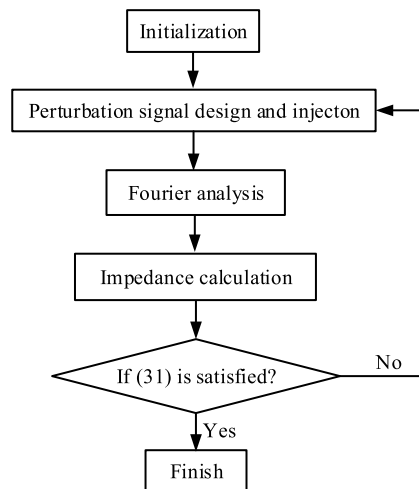 Initialization
Perturbation signal design and injecton
Fourier analysis
Impedance calculation
If (31) is satisfied?
No
Yes
Finish